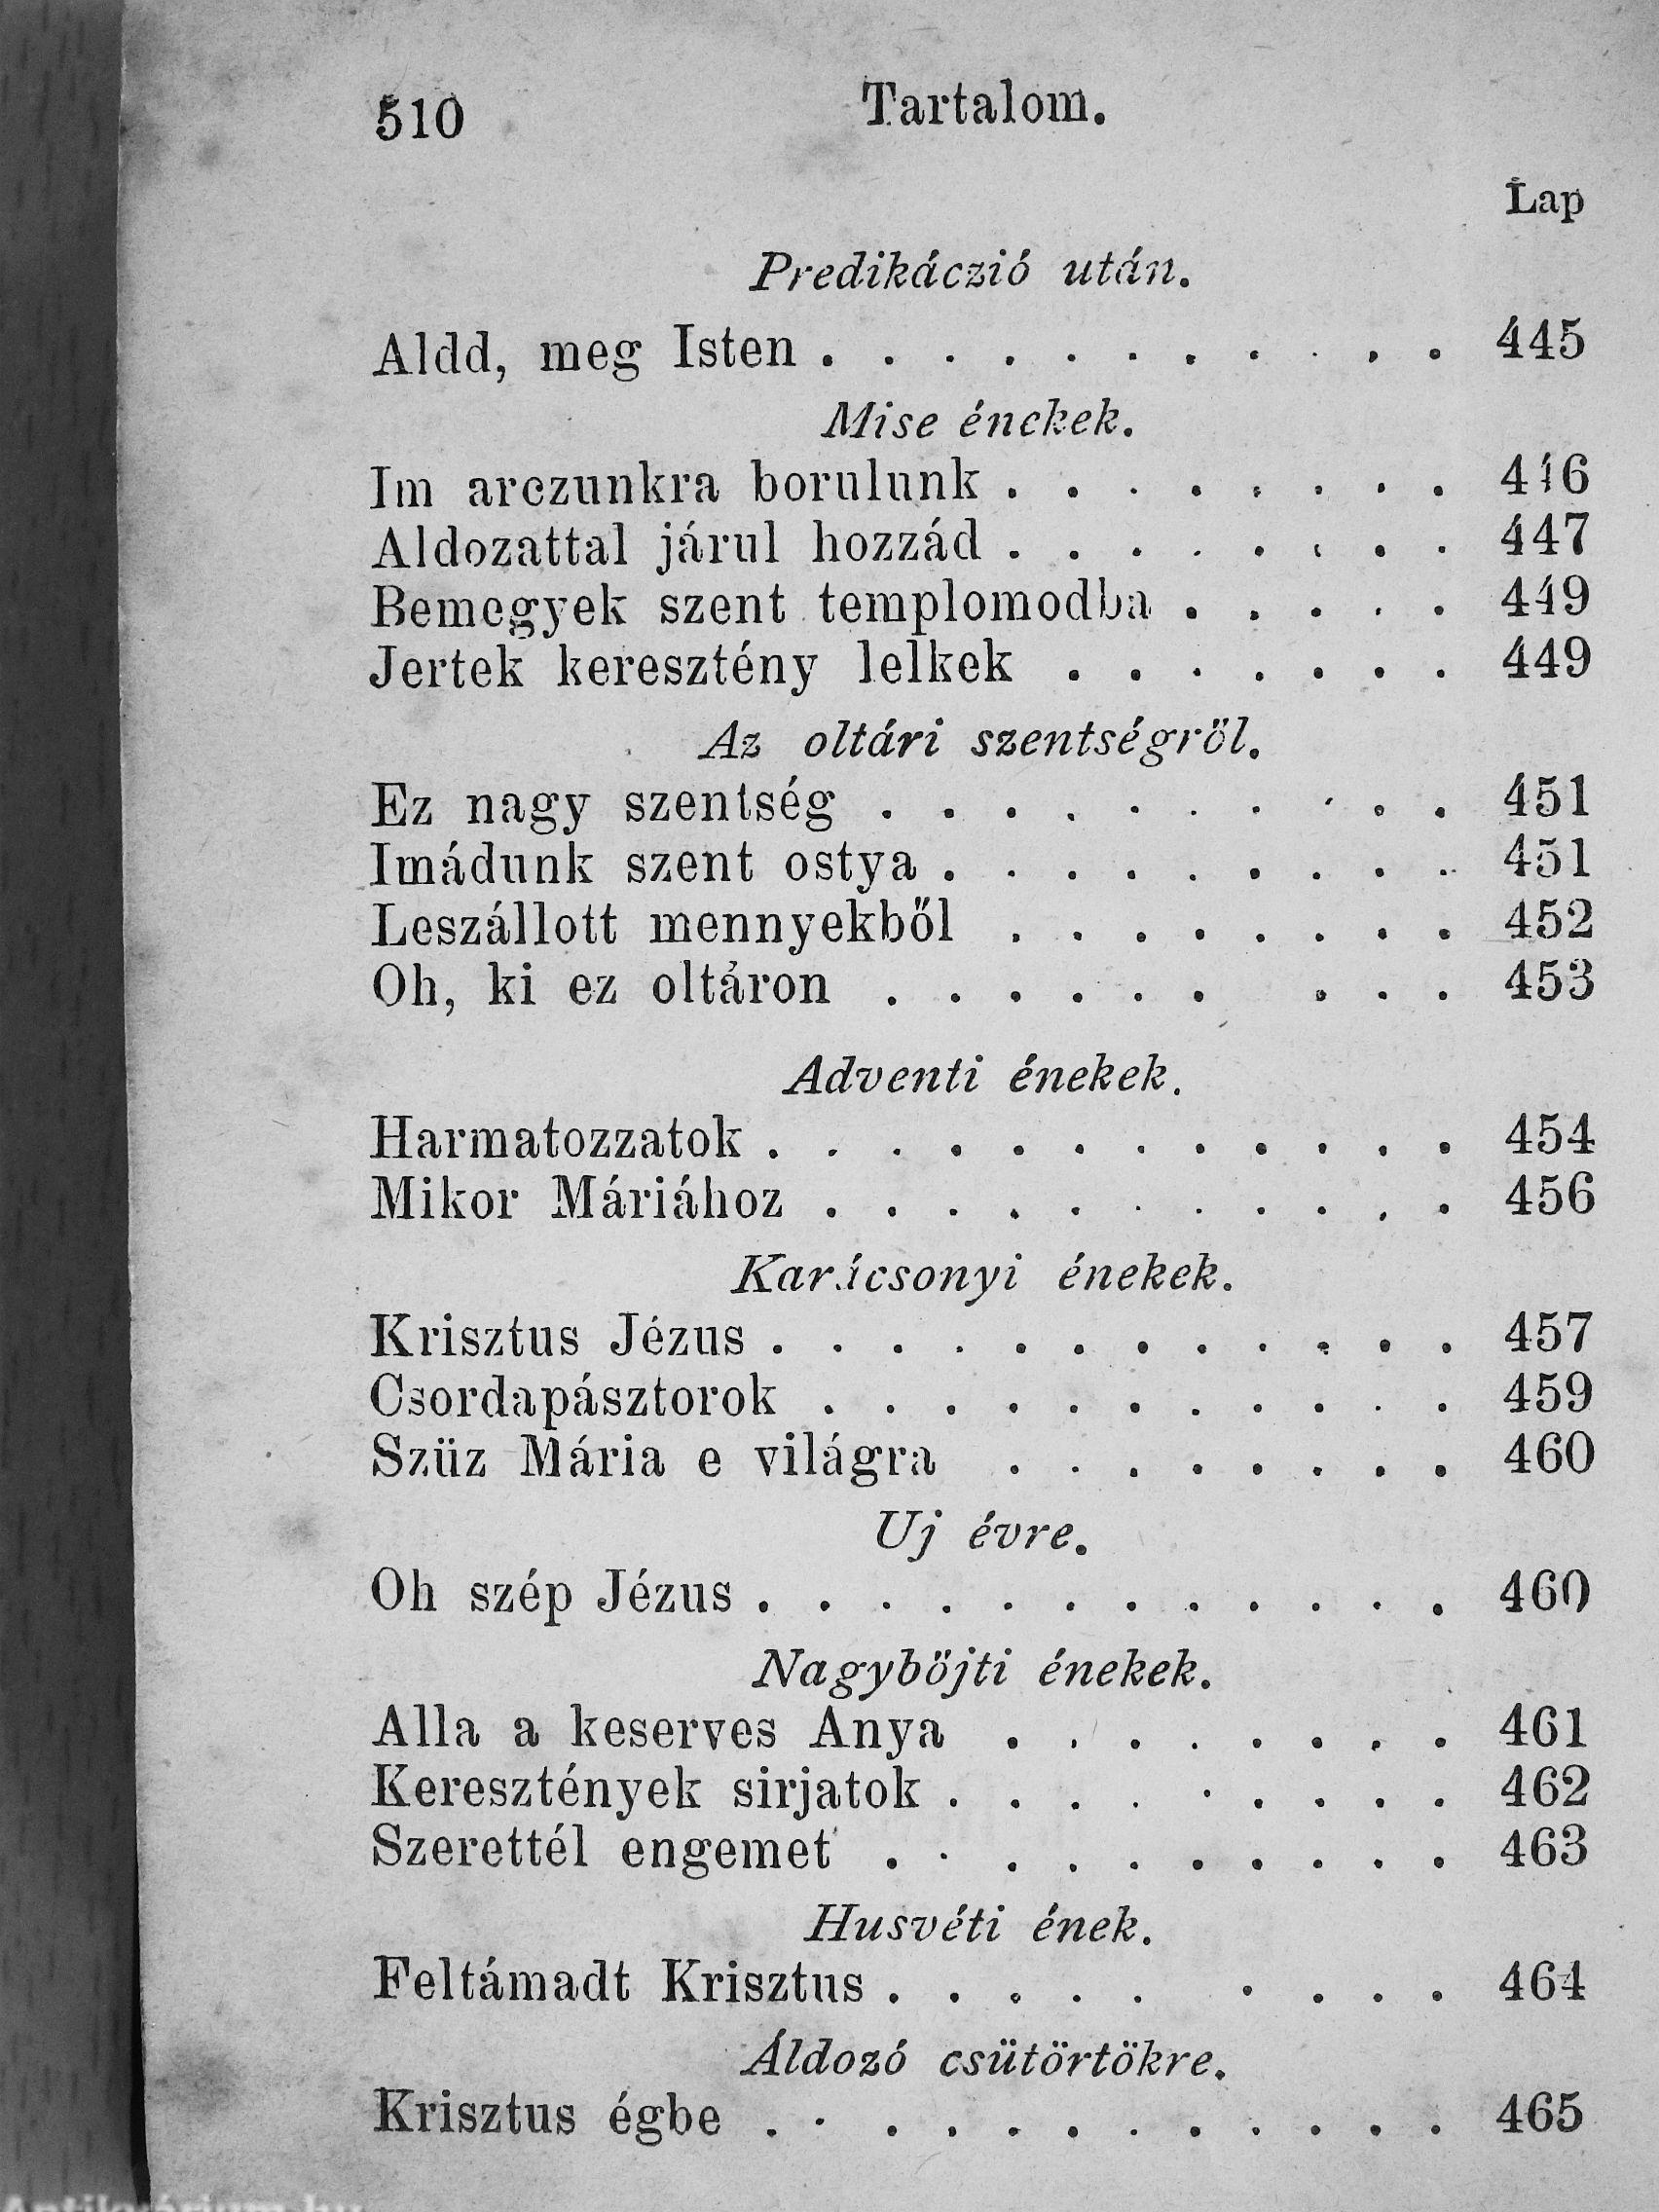 510 Tartalom.
Lap
Predikáczió után.
Aldd, meg Isten . . . . . . . . . . . 445
Mise énekek.
Im arczunkra borulunk . . . . . . . . 446
Aldozattal járul hozzád . . . . . . . . 447
Bemegyek szent templomodba . . . . . 449
Jertek keresztény lelkek . . . . . . . 449
Az oltári szentségröl.
Ez nagy szentség . . . . . . . . . . 451
Imádunk szent ostya . . . . . . . . . 451
Leszállott mennyekből . . . . . . . . 452
Oh, ki ez oltáron . . . . . . . . . 453
Adventi énekek.
Harmatozzatok . . . . . . . . . . . . 454
Mikor Máriához . . . . . . . . . . . 456
Karácsonyi énekek.
Krisztus Jézus . . . . . . . . . . . . 457
Csordapásztorok . . . . . . . . . . . 459
Szüz Mária e világra . . . . . . . . 460
Uj évre.
Oh szép Jézus . . . . . . . . . . . . 460
Nagyböjti énekek.
Alla a keserves Anya . . . . . . . . 461
Keresztények sirjatok . . . . . . . . . 462
Szerettél engemet . . . . . . . . . . 463
Husvéti ének.
Feltámadt Krisztus . . . . . . . . . 464
Áldozó csütörtökre.
Krisztus égbe . . . . . . . . . . . . 465